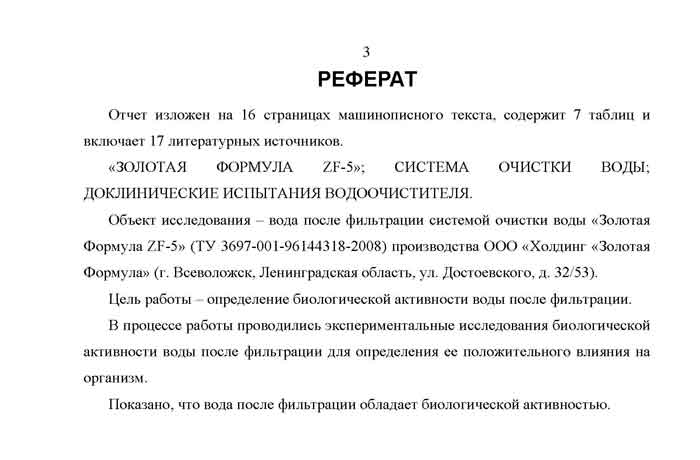 3
РЕФЕРАТ
Отчет изложен на 16 страницах машинописного текста, содержит 7 таблиц и
включает 17 литературных источников.
«ЗОЛОТАЯ ФОРМУЛА ZF-5»; СИСТЕМА ОЧИСТКИ ВОДЫ;
ДОКЛИНИЧЕСКИЕ ИСПЫТАНИЯ ВОДООЧИСТИТЕЛЯ.
Объект исследования – вода после фильтрации системой очистки воды «Золотая
Формула ZF-5» (ТУ 3697-001-96144318-2008) производства ООО «Холдинг «Золотая
Формула» (г. Всеволожск, Ленинградская область, ул. Достоевского, д. 32/53).
Цель работы – определение биологической активности воды после фильтрации.
В процессе работы проводились экспериментальные исследования биологической
активности воды после фильтрации для определения ее положительного влияния на
организм.
Показано, что вода после фильтрации обладает биологической активностью.